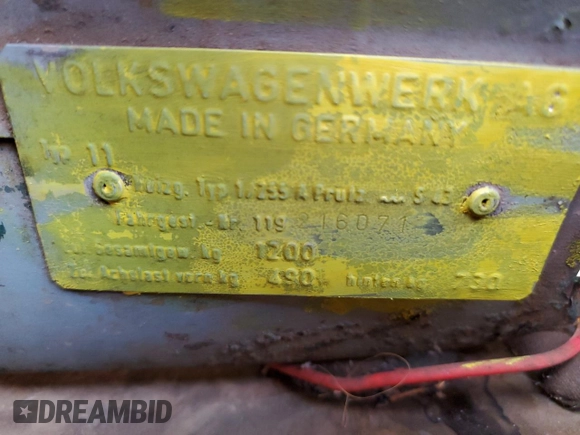 VOLKSWAGENWERK AG
MADE IN GERMANY
Typ 11
Fahrgest.-Nr. 119 16071
Zul. Gesamtgew. kg 1200
Zul. Achslast vorn kg 490 hinten kg
DREAMBID